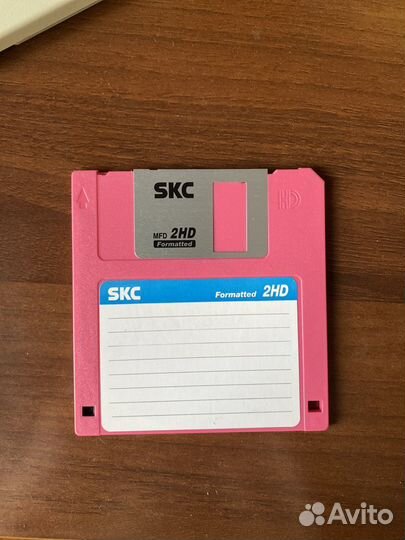 SKC
MFD 2HD
Formatted
HD
SKC Formatted 2HD
Avito